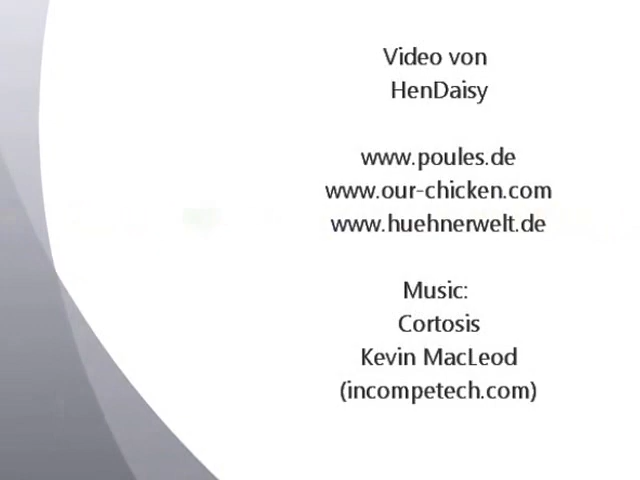 Video von
HenDaisy
www.poules.de
www.our-chicken.com
www.huehnerwelt.de
Music:
Cortosis
Kevin MacLeod
(incompetech.com)